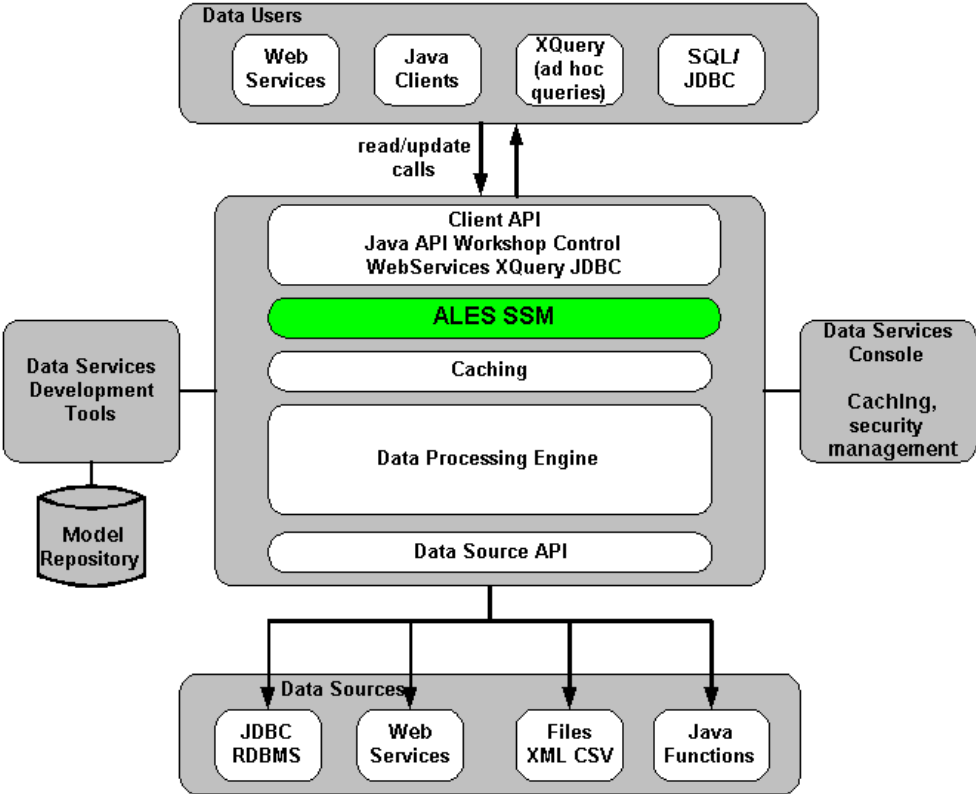 Data Users
Web
Services
Java
Clients
XQuery
(ad hoc
queries)
SQL/
JDBC
read/update
calls
Client API
Java API Workshop Control
WebServices XQuery JDBC
ALES SSM
Caching
Data Processing Engine
Data Source API
Data Services
Development
Tools
Model
Repository
Data Services
Console
Caching,
security
management
Data Sources
JDBC
RDBMS
Web
Services
Files
XML CSV
Java
Functions